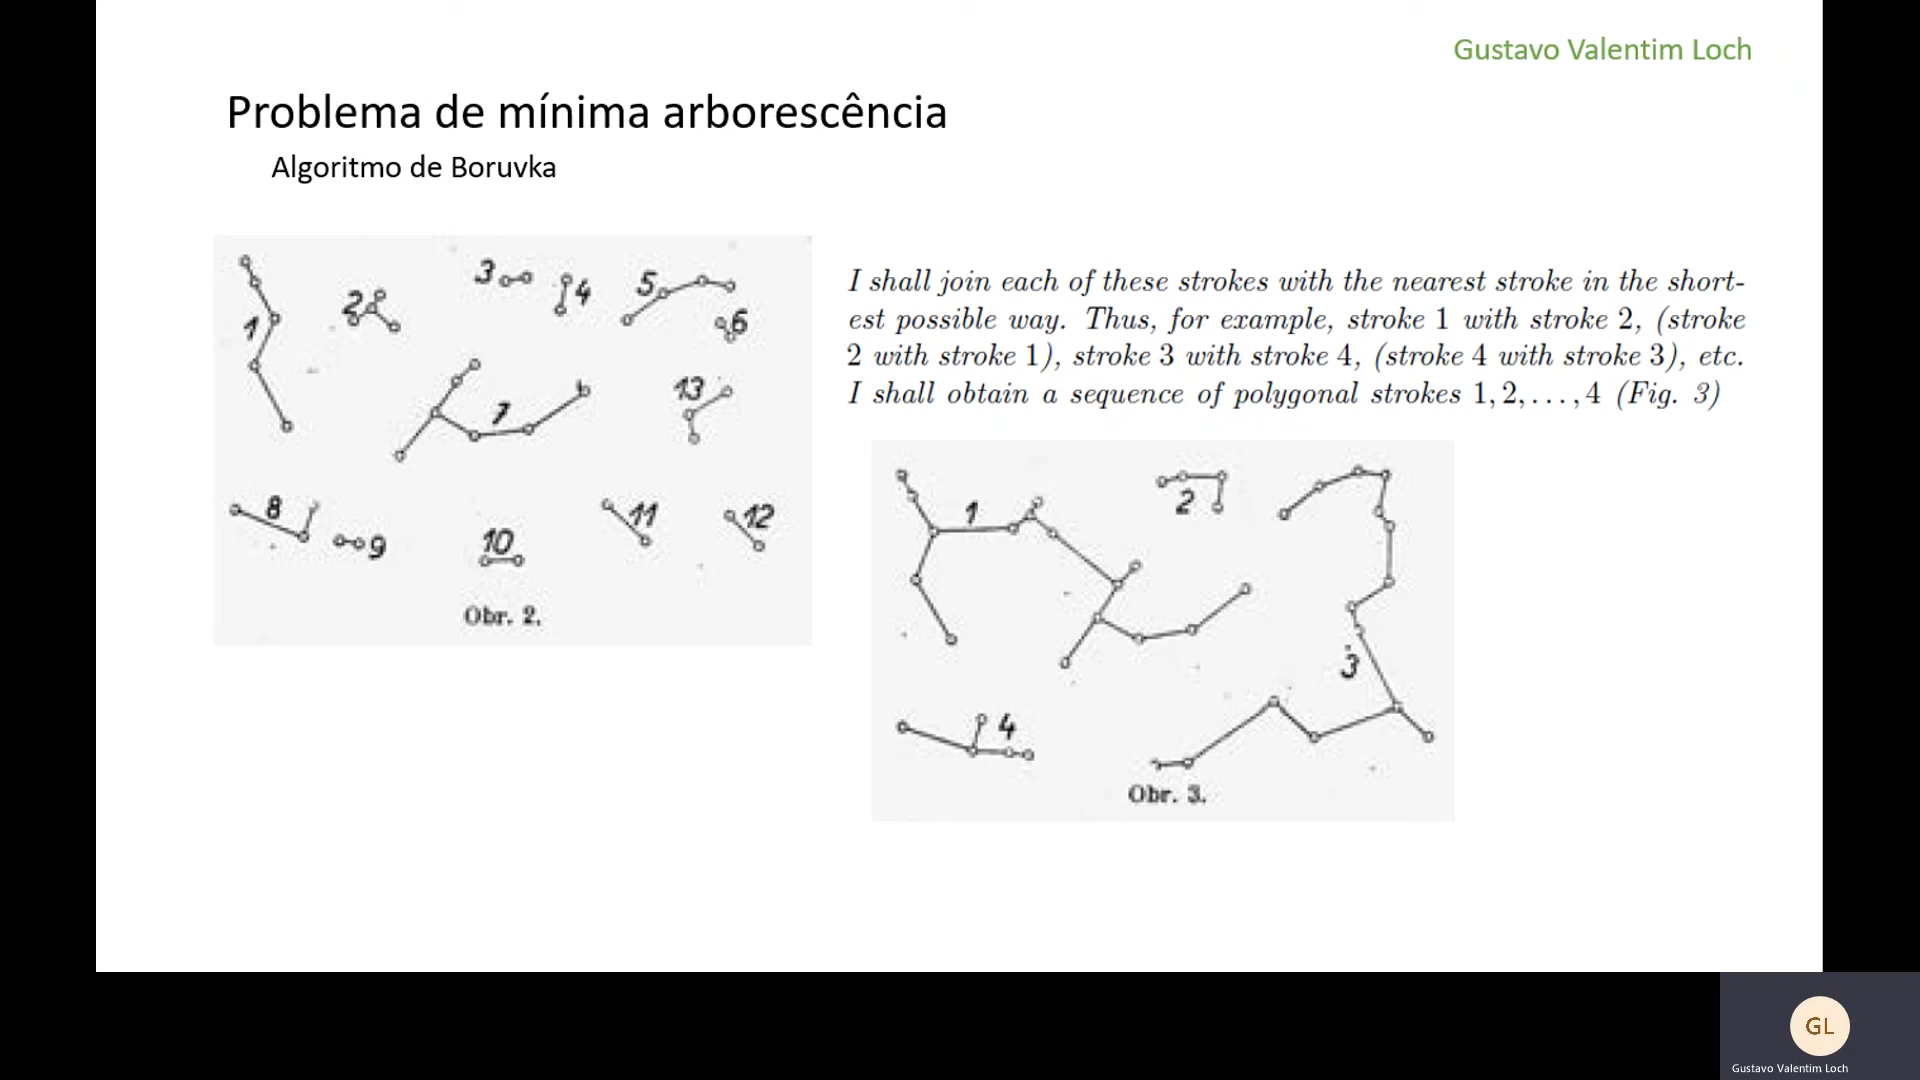 Gustavo Valentim Loch
Problema de mínima arborescência
Algoritmo de Boruvka
1
2
3
4
5
6
7
13
8
9
10
11
12
Obr. 2.
I shall join each of these strokes with the nearest stroke in the short-
est possible way. Thus, for example, stroke 1 with stroke 2, (stroke
2 with stroke 1), stroke 3 with stroke 4, (stroke 4 with stroke 3), etc.
I shall obtain a sequence of polygonal strokes 1, 2, . . . , 4 (Fig. 3)
1
2
3
4
Obr. 3.
GL
Gustavo Valentim Loch